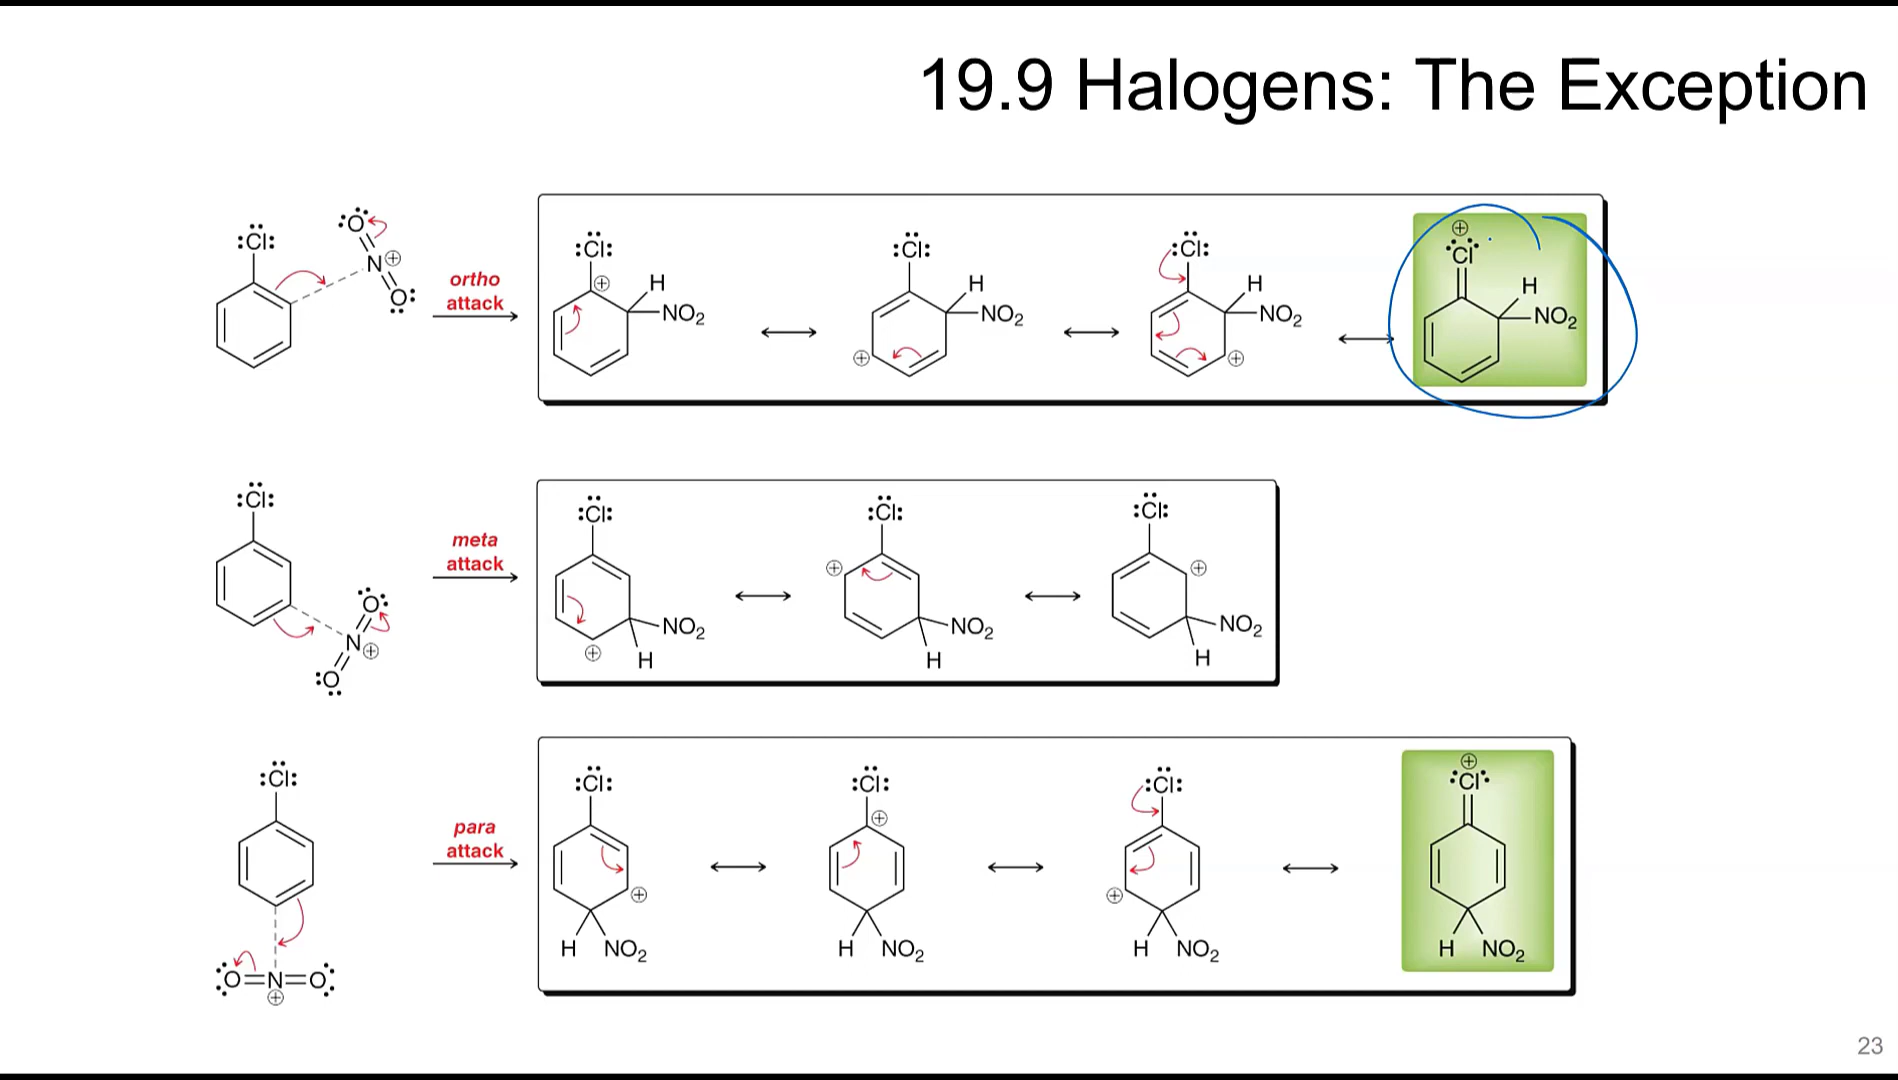 19.9 Halogens: The Exception
:Cl:
:O:
N⊕
O:
ortho
attack
:Cl:
⊕
H
NO₂
:Cl:
H
NO₂
⊕
:Cl:
H
NO₂
⊕
⊕
:Cl:
H
NO₂
:Cl:
:O:
N⊕
:O
meta
attack
:Cl:
NO₂
⊕
H
:Cl:
⊕
NO₂
H
:Cl:
⊕
NO₂
H
:Cl:
:O=N=O:
⊕
para
attack
:Cl:
⊕
H NO₂
:Cl:
⊕
H NO₂
:Cl:
⊕
H NO₂
⊕
:Cl:
H NO₂
23